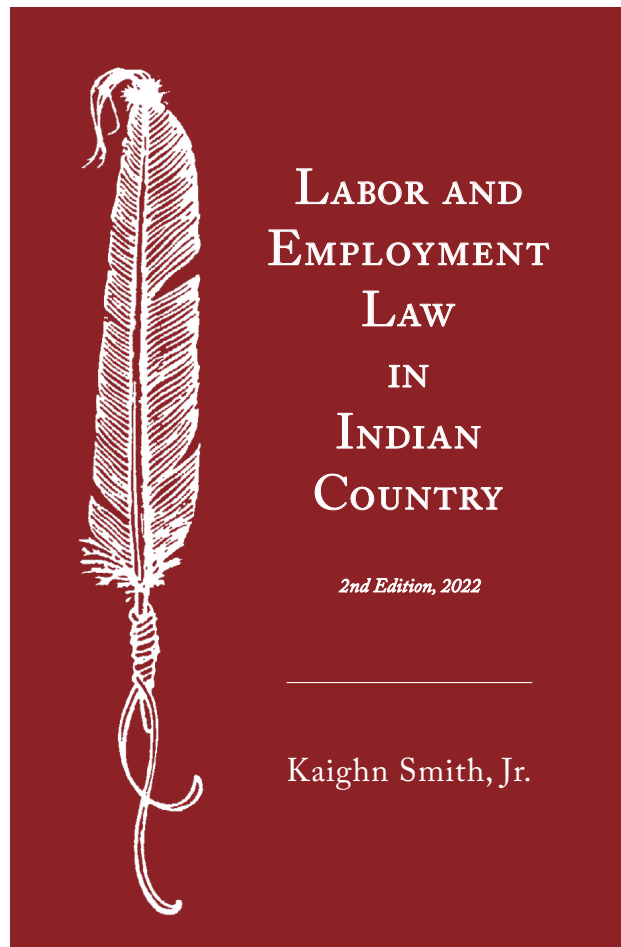 Labor and
Employment
Law
in
Indian
Country
2nd Edition, 2022
Kaighn Smith, Jr.